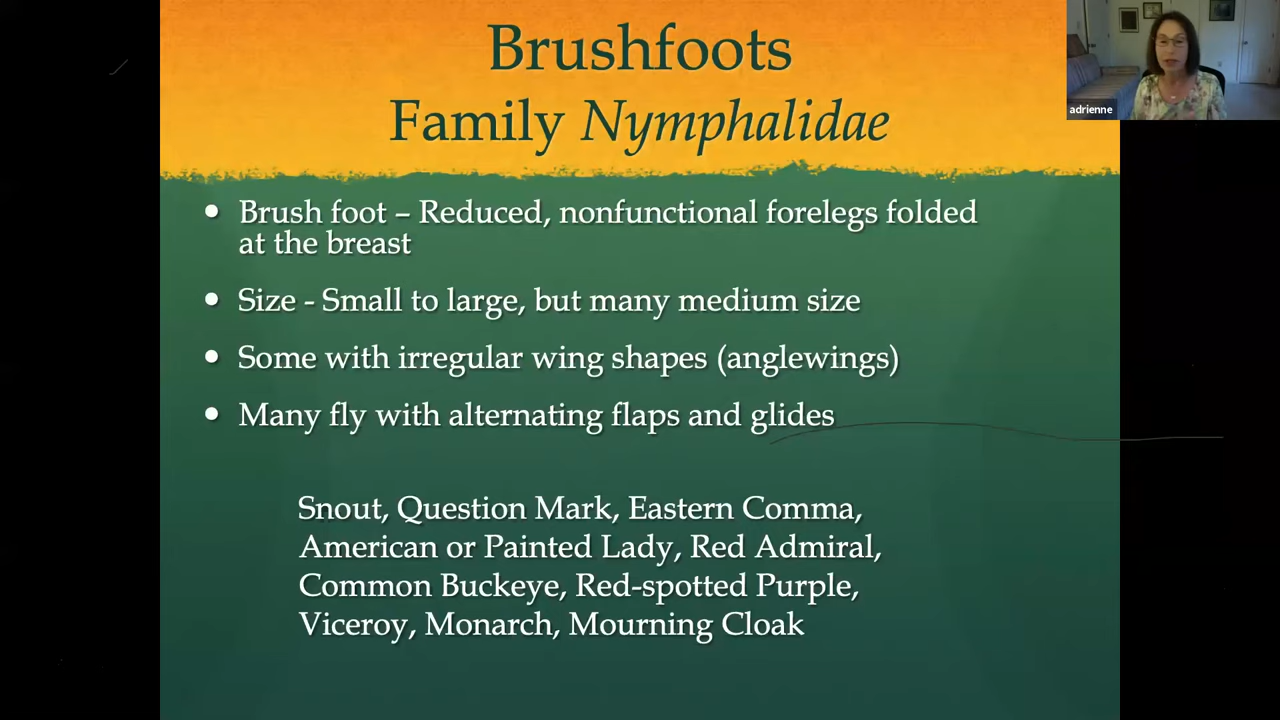 Brushfoots
Family Nymphalidae
adrienne
• Brush foot – Reduced, nonfunctional forelegs folded
at the breast
• Size - Small to large, but many medium size
• Some with irregular wing shapes (anglewings)
• Many fly with alternating flaps and glides
Snout, Question Mark, Eastern Comma,
American or Painted Lady, Red Admiral,
Common Buckeye, Red-spotted Purple,
Viceroy, Monarch, Mourning Cloak